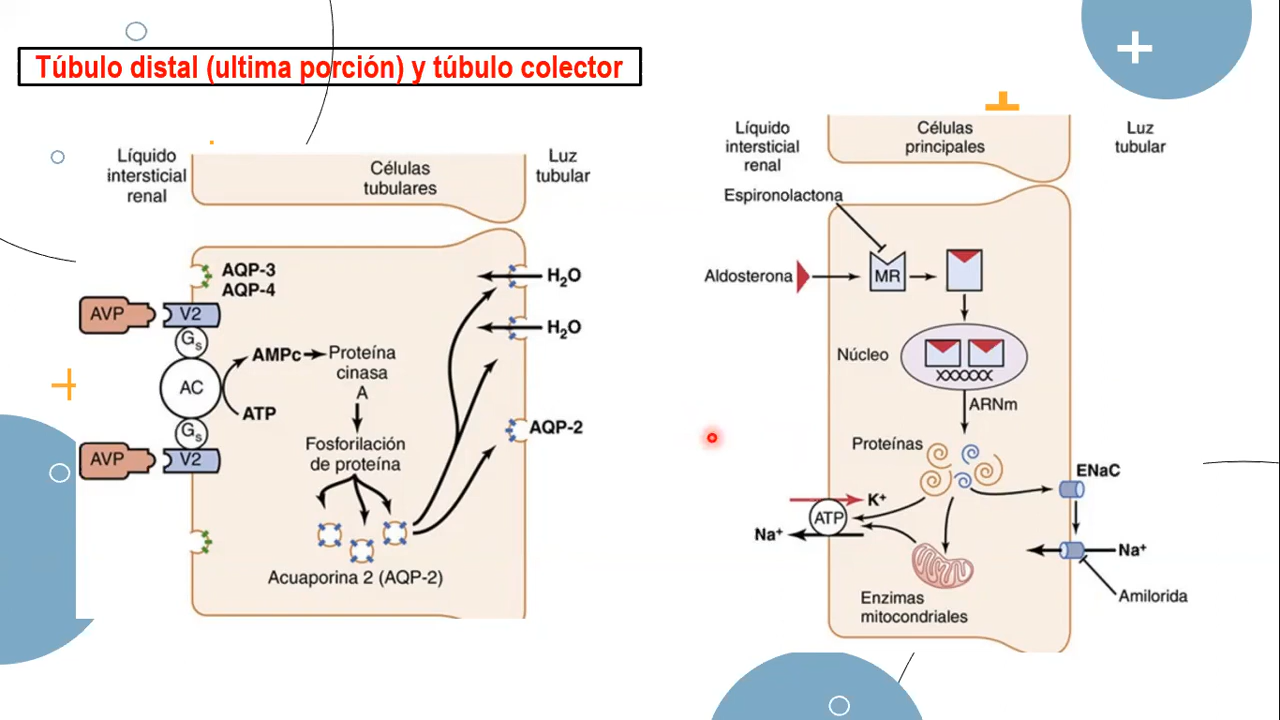 Túbulo distal (ultima porción) y túbulo colector
Líquido
intersticial
renal
Células
tubulares
Luz
tubular
AQP-3
AQP-4
H₂O
AVP
V2
Gs
H₂O
AMPc
Proteína
cinasa
A
AC
ATP
Gs
AVP
V2
Fosforilación
de proteína
AQP-2
Acuaporina 2 (AQP-2)
Líquido
intersticial
renal
Células
principales
Luz
tubular
Espironolactona
Aldosterona
MR
Núcleo
ARNm
Proteínas
ENaC
K⁺
ATP
Na⁺
Na⁺
Amilorida
Enzimas
mitocondriales